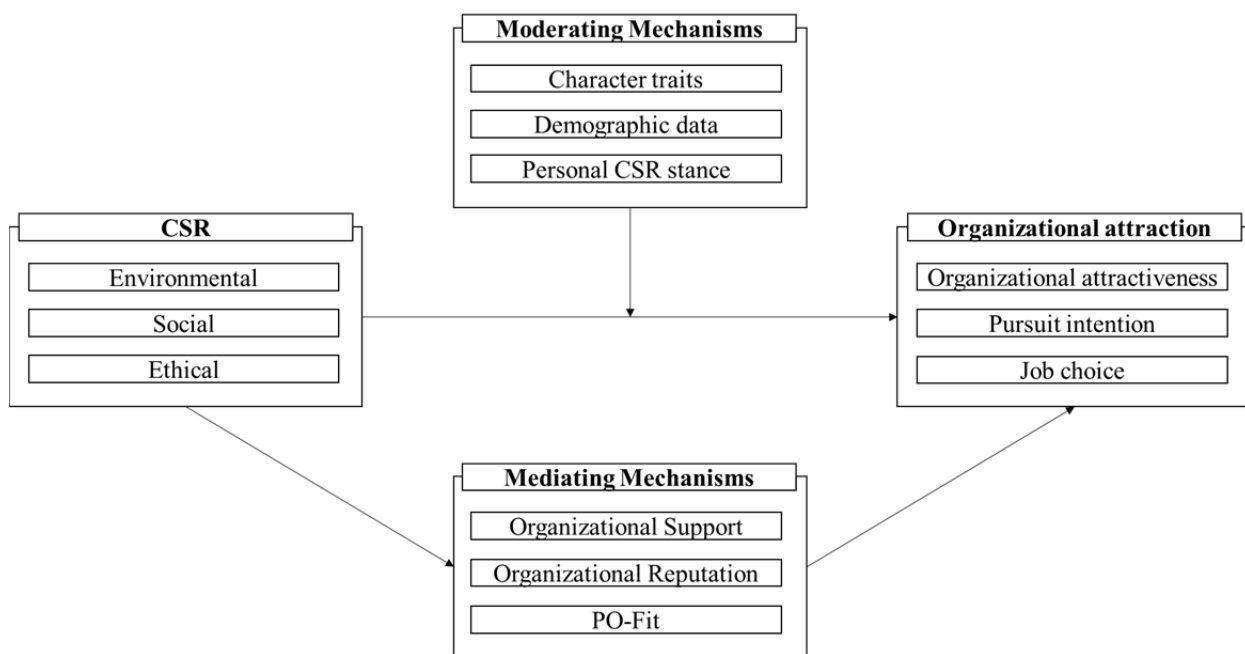 Moderating Mechanisms
Character traits
Demographic data
Personal CSR stance
CSR
Environmental
Social
Ethical
Organizational attraction
Organizational attractiveness
Pursuit intention
Job choice
Mediating Mechanisms
Organizational Support
Organizational Reputation
PO-Fit